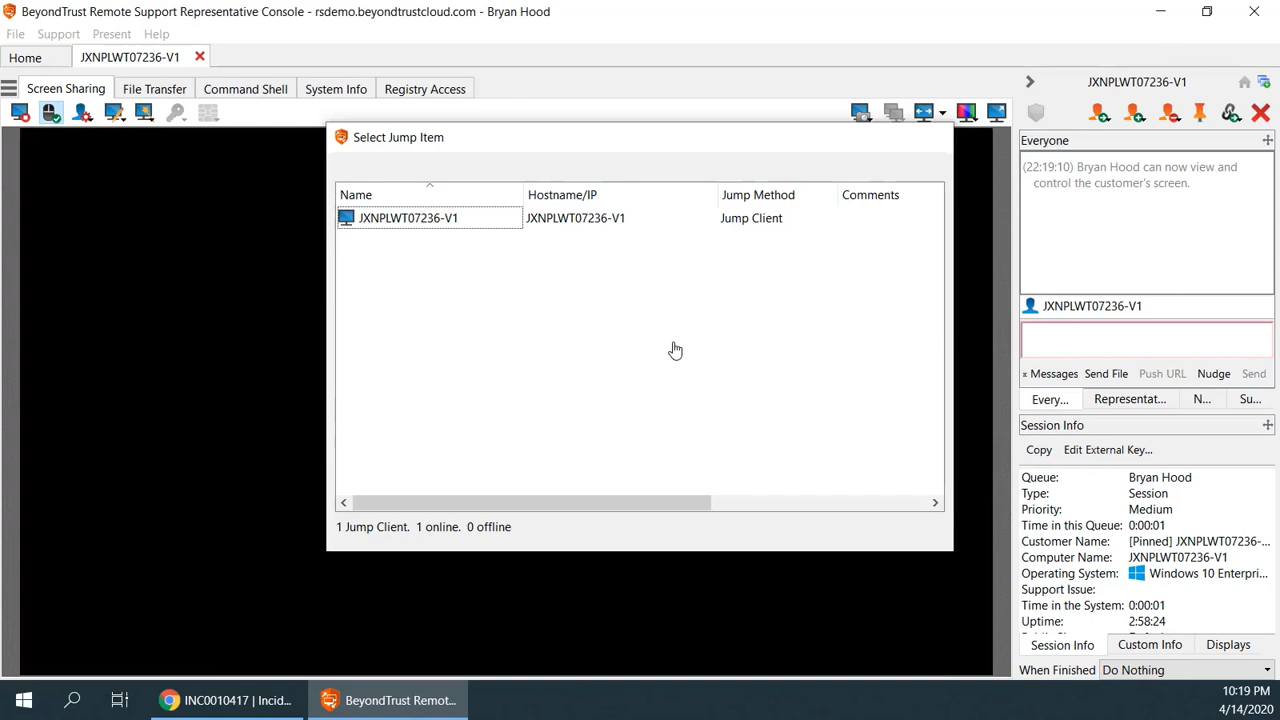 BeyondTrust Remote Support Representative Console - rsdemo.beyondtrustcloud.com - Bryan Hood
File Support Present Help
Home JXNPLWT07236-V1
Screen Sharing File Transfer Command Shell System Info Registry Access
JXNPLWT07236-V1
Select Jump Item
Name Hostname/IP Jump Method Comments
JXNPLWT07236-V1 JXNPLWT07236-V1 Jump Client
1 Jump Client. 1 online. 0 offline
Everyone
(22:19:10) Bryan Hood can now view and
control the customer's screen.
JXNPLWT07236-V1
Messages Send File Push URL Nudge Send
Every... Representat... N... Su...
Session Info
Copy Edit External Key...
Queue: Bryan Hood
Type: Session
Priority: Medium
Time in this Queue: 0:00:01
Customer Name: [Pinned] JXNPLWT07236-...
Computer Name: JXNPLWT07236-V1
Operating System: Windows 10 Enterpri...
Support Issue:
Time in the System: 0:00:01
Uptime: 2:58:24
Session Info Custom Info Displays
When Finished Do Nothing
INC0010417 | Incid... BeyondTrust Remot... 10:19 PM
4/14/2020